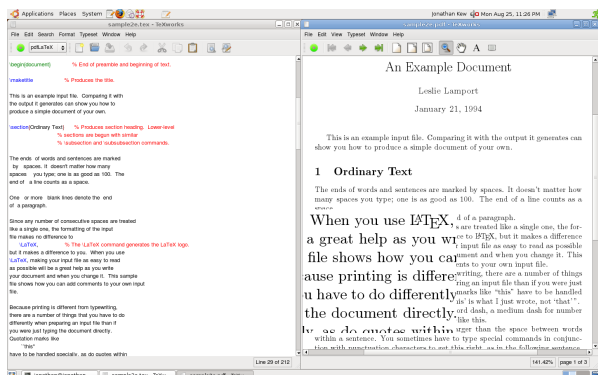 Applications Places System
jonathan Kew
Mon Aug 25, 11:26 PM
sample2e.tex - TeXworks
File Edit Search Format Typeset Window Help
pdfLaTeX
\begin{document} % End of preamble and beginning of text.
\maketitle % Produces the title.
This is an example input file. Comparing it with
the output it generates can show you how to
produce a simple document of your own.
\section{Ordinary Text} % Produces section heading. Lower-level
% sections are begun with similar
% \subsection and \subsubsection commands.
The ends of words and sentences are marked
by spaces. It doesn't matter how many
spaces you type; one is as good as 100. The
end of a line counts as a space.
One or more blank lines denote the end
of a paragraph.
Since any number of consecutive spaces are treated
like a single one, the formatting of the input
file makes no difference to
\LaTeX, % The \LaTeX command generates the LaTeX logo.
but it makes a difference to you. When you use
\LaTeX, making your input file as easy to read
as possible will be a great help as you write
your document and when you change it. This sample
file shows how you can add comments to your own input
file.
Because printing is different from typewriting,
there are a number of things that you have to do
differently when preparing an input file than if
you were just typing the document directly.
Quotation marks like
"this"
have to be handled specially, as do quotes within
Line 29 of 212
sample2e.pdf - TeXworks
File Edit View Typeset Window Help
An Example Document
Leslie Lamport
January 21, 1994
This is an example input file. Comparing it with the output it generates can
show you how to produce a simple document of your own.
1 Ordinary Text
The ends of words and sentences are marked by spaces. It doesn't matter how
many spaces you type; one is as good as 100. The end of a line counts as a
space.
When you use LATEX,
a great help as you wr
file shows how you can
ause printing is differe
u have to do differently
the document directly.
ly, as do quotes within
d of a paragraph.
s are treated like a single one, the for-
ce to LATEX, but it makes a difference
r input file as easy to read as possible
ument and when you change it. This
ents to your own input file.
writing, there are a number of things
ring an input file than if you were just
marks like "this" have to be handled
his' is what I just wrote, not 'that'".
ord dash, a medium dash for number
like this.
arger than the space between words
within a sentence. You sometimes have to type special commands in conjunc-
tion with punctuation characters to get this right, as in the following sentence.
141.42%
page 1 of 3